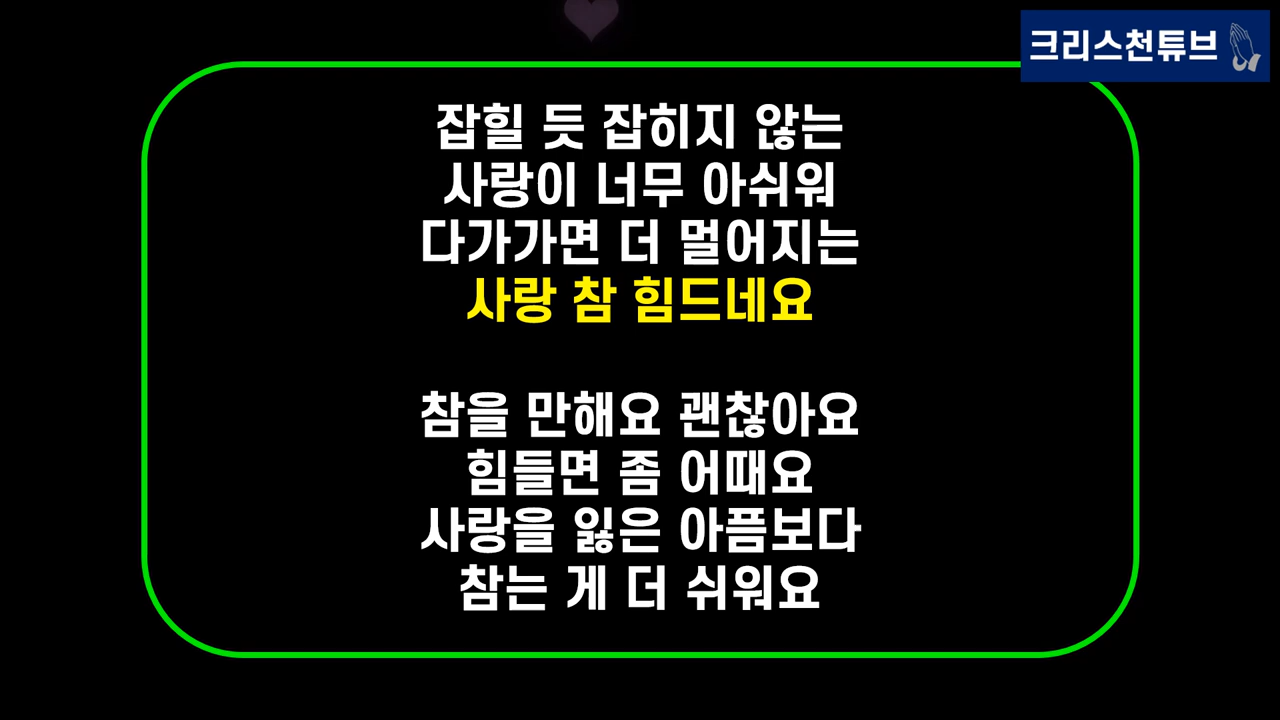 크리스천튜브
잡힐 듯 잡히지 않는
사랑이 너무 아쉬워
다가가면 더 멀어지는
사랑 참 힘드네요
참을 만해요 괜찮아요
힘들면 좀 어때요
사랑을 잃은 아픔보다
참는 게 더 쉬워요